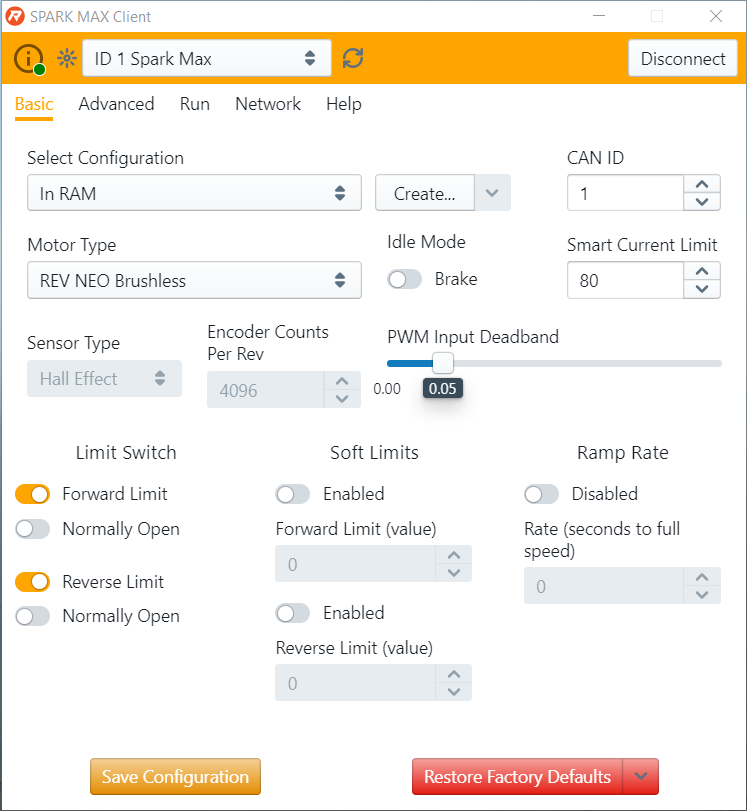 SPARK MAX Client
ID 1 Spark Max
Disconnect
Basic Advanced Run Network Help
Select Configuration
In RAM
Create...
CAN ID
1
Motor Type
REV NEO Brushless
Idle Mode
Brake
Smart Current Limit
80
Sensor Type
Hall Effect
Encoder Counts
Per Rev
4096
PWM Input Deadband
0.00
0.05
Limit Switch
Forward Limit
Normally Open
Reverse Limit
Normally Open
Soft Limits
Enabled
Forward Limit (value)
0
Enabled
Reverse Limit (value)
0
Ramp Rate
Disabled
Rate (seconds to full
speed)
0
Save Configuration
Restore Factory Defaults